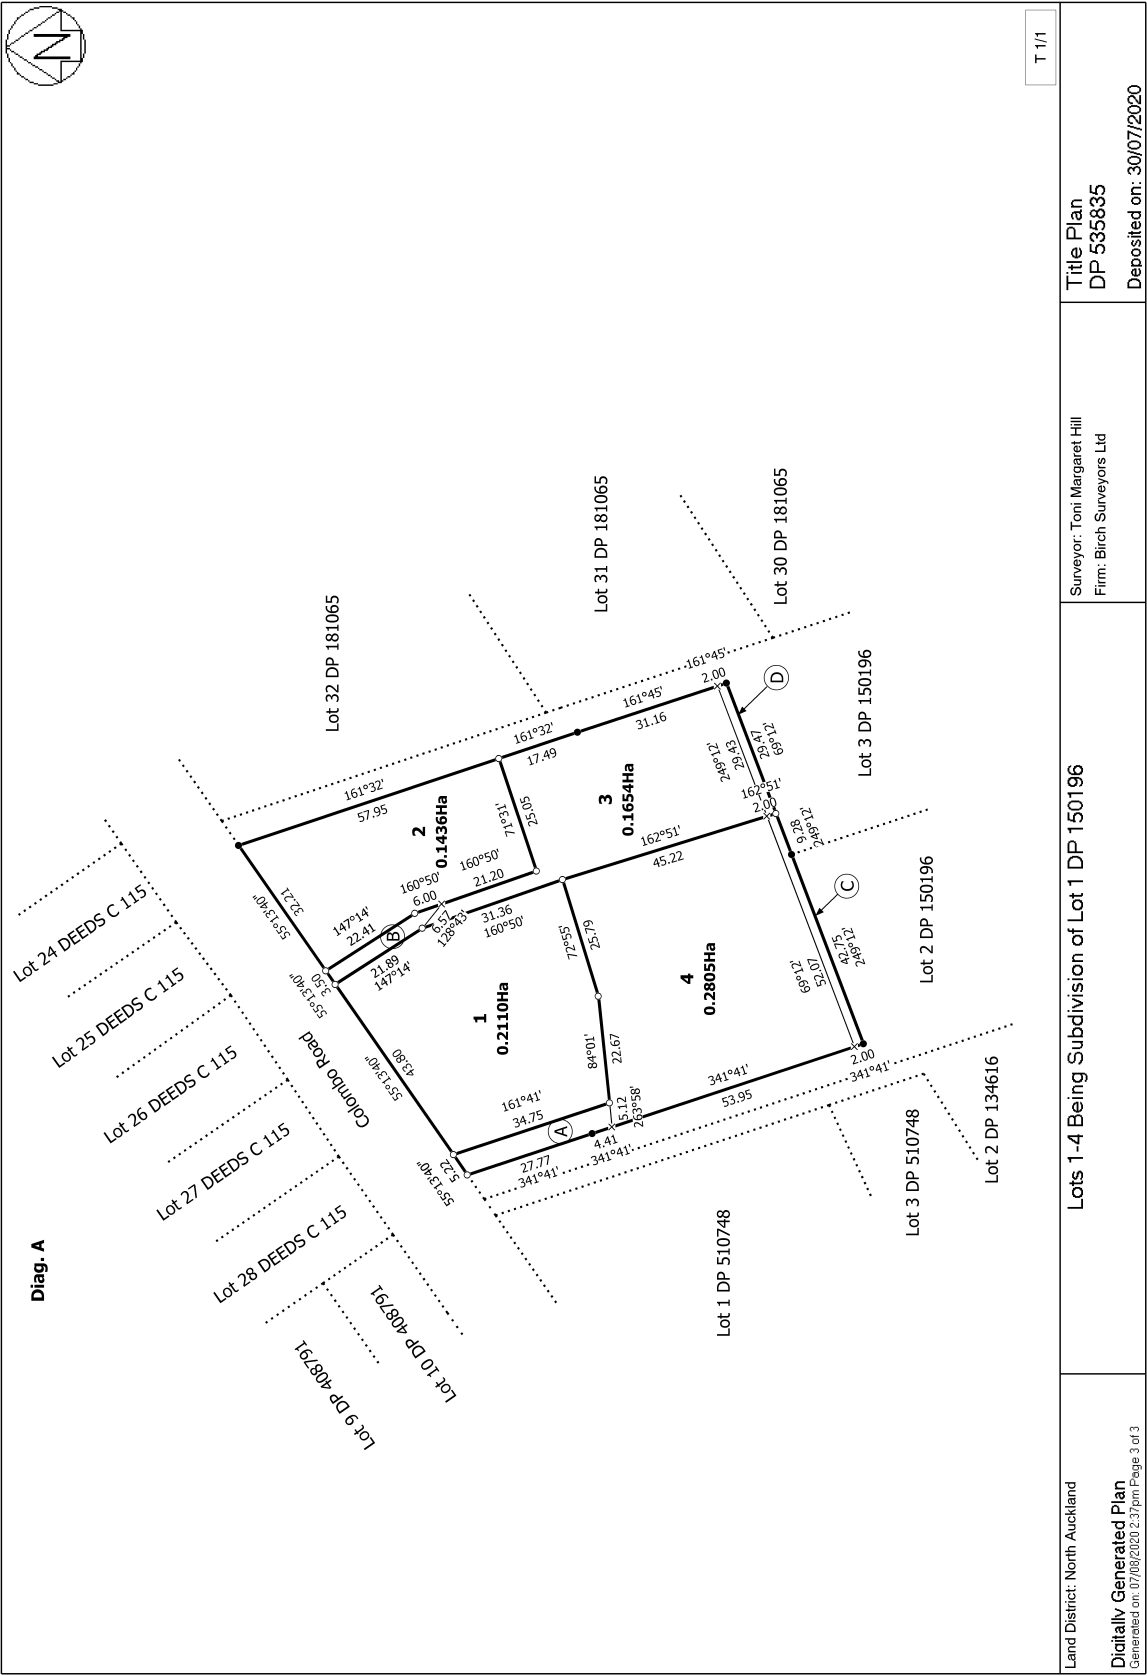 Diag. A
N
T 1/1
Lot 24 DEEDS C 115
Lot 25 DEEDS C 115
Lot 26 DEEDS C 115
Lot 27 DEEDS C 115
Lot 28 DEEDS C 115
Lot 9 DP 408791
Lot 10 DP 408791
Colombo Road
Lot 32 DP 181065
Lot 31 DP 181065
Lot 30 DP 181065
Lot 3 DP 150196
Lot 2 DP 150196
Lot 2 DP 134616
Lot 3 DP 510748
Lot 1 DP 510748
55°13'40"
5.22
55°13'40"
43.80
55°13'40"
3.50
55°13'40"
32.21
161°32'
57.95
161°32'
17.49
161°45'
31.16
161°45'
2.00
147°14'
22.41
B
21.89
147°14'
160°50'
6.00
6.57
128°43'
160°50'
21.20
31.36
160°50'
71°31'
25.05
2
0.1436Ha
3
0.1654Ha
1
0.2110Ha
4
0.2805Ha
161°41'
34.75
A
27.77
341°41'
4.41
341°41'
5.12
263°58'
84°01'
22.67
72°55'
25.79
162°51'
45.22
162°51'
2.00
249°12'
29.43
29.47
69°12'
D
9.28
249°12'
C
69°12'
52.07
42.75
249°12'
341°41'
53.95
2.00
341°41'
Land District: North Auckland
Digitally Generated Plan
Generated on: 07/08/2020 2:37pm Page 3 of 3
Lots 1-4 Being Subdivision of Lot 1 DP 150196
Surveyor: Toni Margaret Hill
Firm: Birch Surveyors Ltd
Title Plan
DP 535835
Deposited on: 30/07/2020